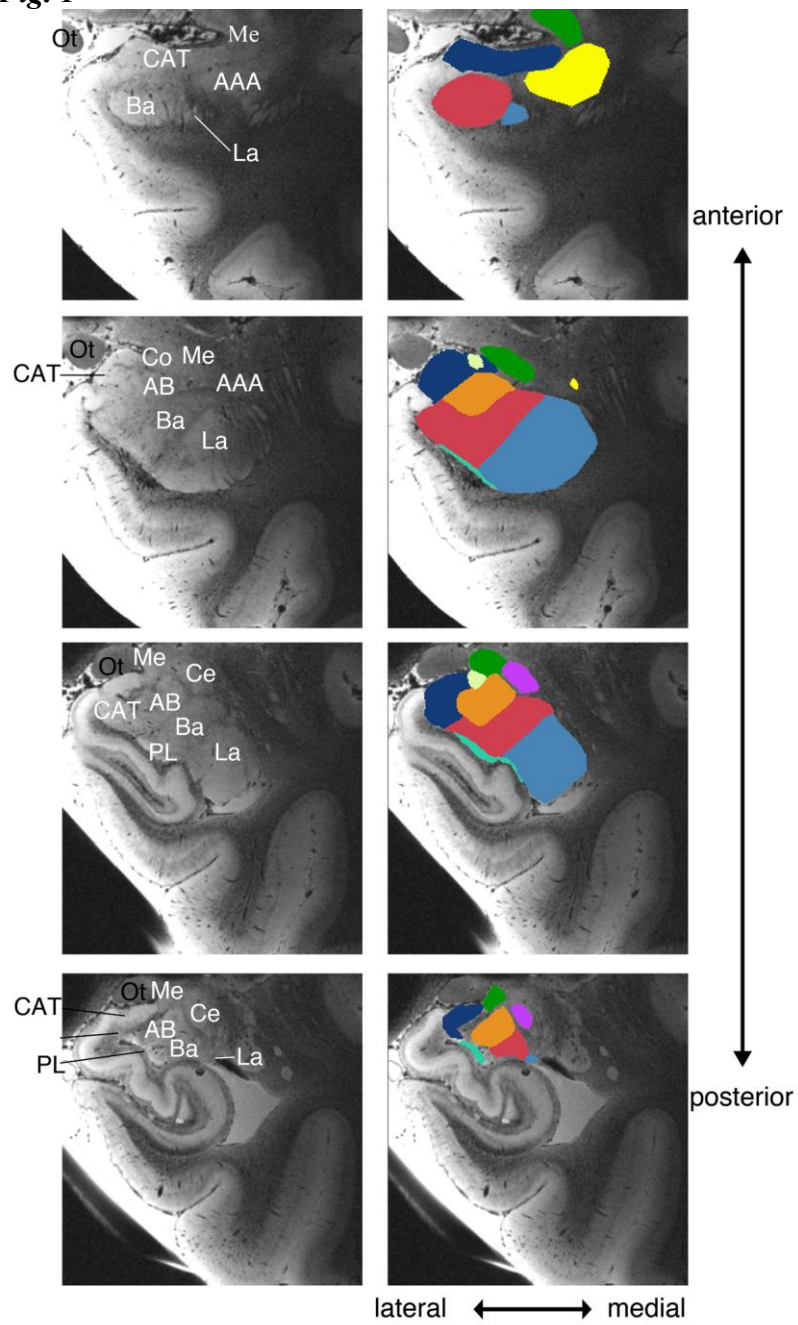 Fig. 1
Ot
Me
CAT
AAA
Ba
La
anterior
Ot
Co Me
CAT
AB
AAA
Ba
La
Ot
Me
Ce
CAT
AB
Ba
PL
La
Ot
Me
CAT
Ce
AB
Ba
PL
La
posterior
lateral
medial